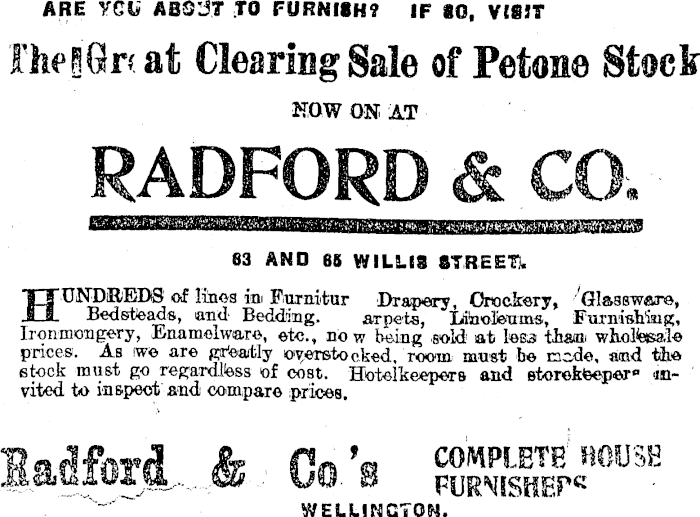 ARE YOU ABOUT TO FURNISH? IF SO, VISIT
The Great Clearing Sale of Petone Stock
NOW ON AT
RADFORD & CO.
63 AND 65 WILLIS STREET.
HUNDREDS of lines in Furnitur Drapery, Crockery, Glassware,
Bedsteads, and Bedding. arpets, Linoleums, Furnishing,
Ironmongery, Enamelware, etc., now being sold at less than wholesale
prices. As we are greatly overstocked, room must be made, and the
stock must go regardless of cost. Hotelkeepers and storekeepers in-
vited to inspect and compare prices.
Radford & Co's COMPLETE HOUSE
FURNISHERS
WELLINGTON.